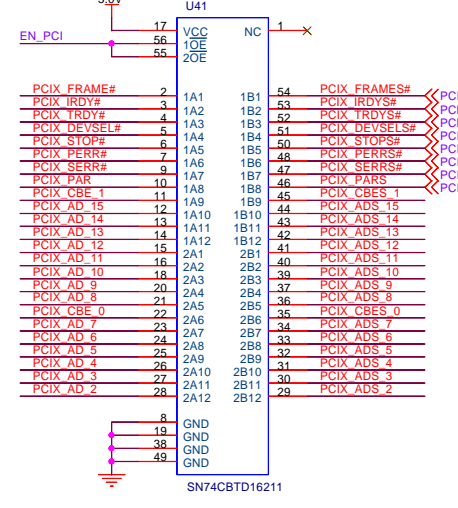 U41
17 VCC NC 1
EN_PCI 56 1OE
55 2OE
PCIX_FRAME# 2 1A1 1B1 54 PCIX_FRAMES#
PCIX_IRDY# 3 1A2 1B2 53 PCIX_IRDYS#
PCIX_TRDY# 4 1A3 1B3 52 PCIX_TRDYS#
PCIX_DEVSEL# 5 1A4 1B4 51 PCIX_DEVSELS#
PCIX_STOP# 6 1A5 1B5 50 PCIX_STOPS#
PCIX_PERR# 7 1A6 1B6 48 PCIX_PERRS#
PCIX_SERR# 9 1A7 1B7 47 PCIX_SERRS#
PCIX_PAR 10 1A8 1B8 46 PCIX_PARS
PCIX_CBE_1 11 1A9 1B9 45 PCIX_CBES_1
PCIX_AD_15 12 1A10 1B10 44 PCIX_ADS_15
PCIX_AD_14 13 1A11 1B11 43 PCIX_ADS_14
PCIX_AD_13 14 1A12 1B12 42 PCIX_ADS_13
PCIX_AD_12 15 2A1 2B1 41 PCIX_ADS_12
PCIX_AD_11 16 2A2 2B2 40 PCIX_ADS_11
PCIX_AD_10 18 2A3 2B3 39 PCIX_ADS_10
PCIX_AD_9 20 2A4 2B4 37 PCIX_ADS_9
PCIX_AD_8 21 2A5 2B5 36 PCIX_ADS_8
PCIX_CBE_0 22 2A6 2B6 35 PCIX_CBES_0
PCIX_AD_7 23 2A7 2B7 34 PCIX_ADS_7
PCIX_AD_6 24 2A8 2B8 33 PCIX_ADS_6
PCIX_AD_5 25 2A9 2B9 32 PCIX_ADS_5
PCIX_AD_4 26 2A10 2B10 31 PCIX_ADS_4
PCIX_AD_3 27 2A11 2B11 30 PCIX_ADS_3
PCIX_AD_2 28 2A12 2B12 29 PCIX_ADS_2
8 GND
19 GND
38 GND
49 GND
SN74CBTD16211